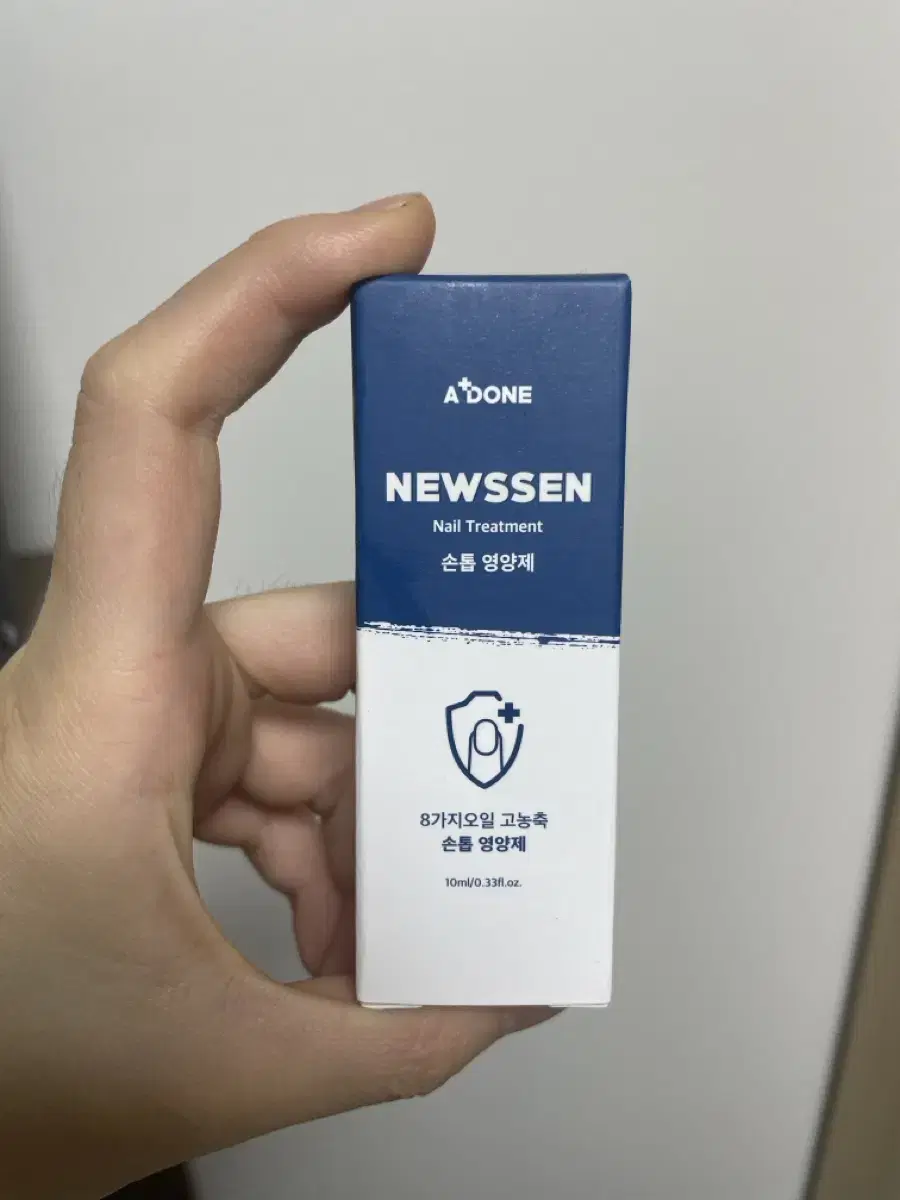 A+DONE
NEWSSEN
Nail Treatment
손톱 영양제
8가지오일 고농축
손톱 영양제
10ml/0.33fl.oz.